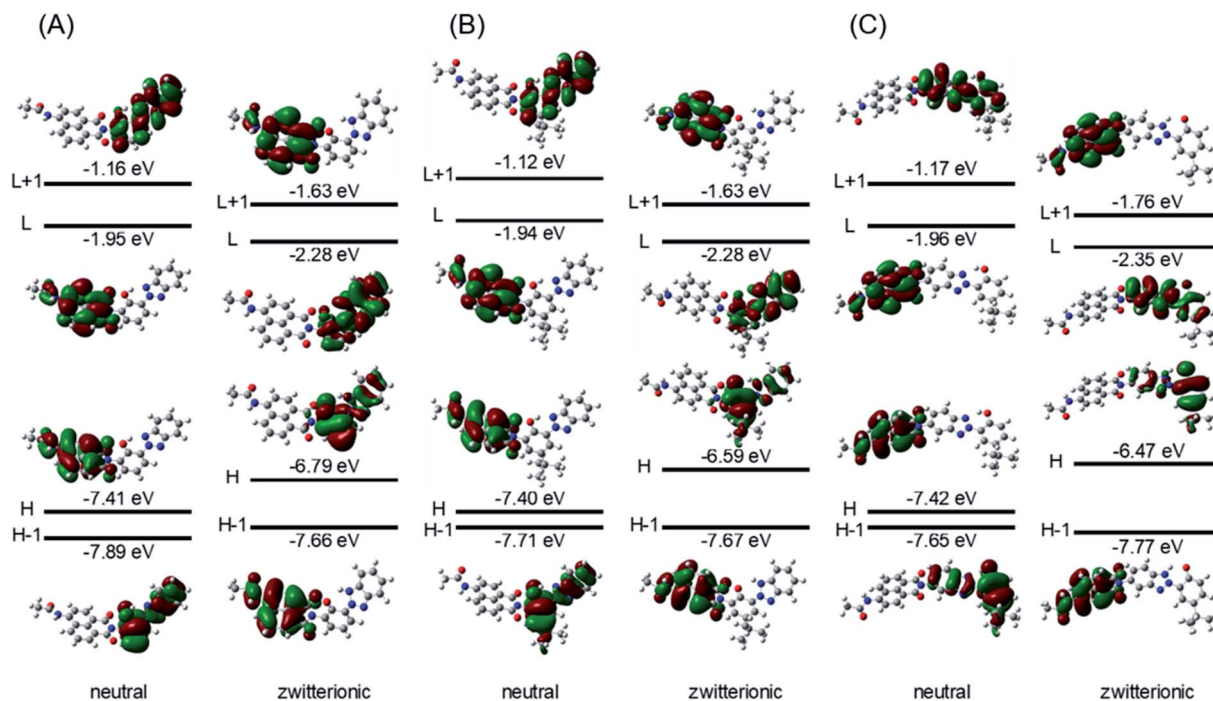 (A)
(B)
(C)
-1.16 eV
L+1
L
-1.95 eV
-7.41 eV
H
H-1
-7.89 eV
neutral
-1.63 eV
L+1
L
-2.28 eV
-6.79 eV
H
H-1
-7.66 eV
zwitterionic
-1.12 eV
L+1
L
-1.94 eV
-7.40 eV
H
H-1
-7.71 eV
neutral
-1.63 eV
L+1
L
-2.28 eV
-6.59 eV
H
H-1
-7.67 eV
zwitterionic
-1.17 eV
L+1
L
-1.96 eV
-7.42 eV
H
H-1
-7.65 eV
neutral
-1.76 eV
L+1
L
-2.35 eV
-6.47 eV
H
H-1
-7.77 eV
zwitterionic